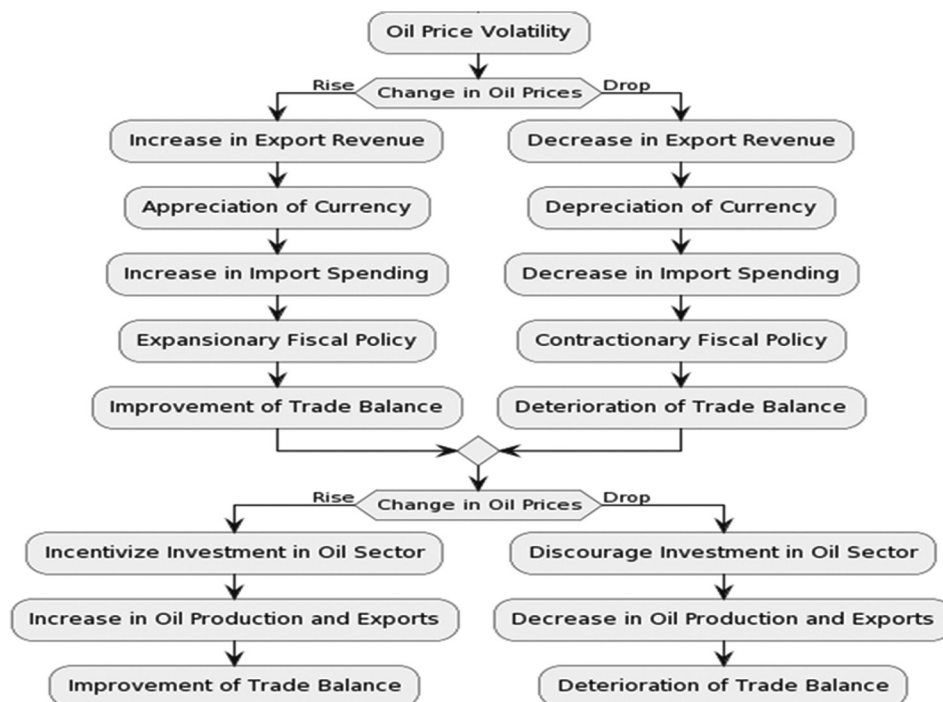 Oil Price Volatility
Rise
Change in Oil Prices
Drop
Increase in Export Revenue
Decrease in Export Revenue
Appreciation of Currency
Depreciation of Currency
Increase in Import Spending
Decrease in Import Spending
Expansionary Fiscal Policy
Contractionary Fiscal Policy
Improvement of Trade Balance
Deterioration of Trade Balance
Rise
Change in Oil Prices
Drop
Incentivize Investment in Oil Sector
Discourage Investment in Oil Sector
Increase in Oil Production and Exports
Decrease in Oil Production and Exports
Improvement of Trade Balance
Deterioration of Trade Balance